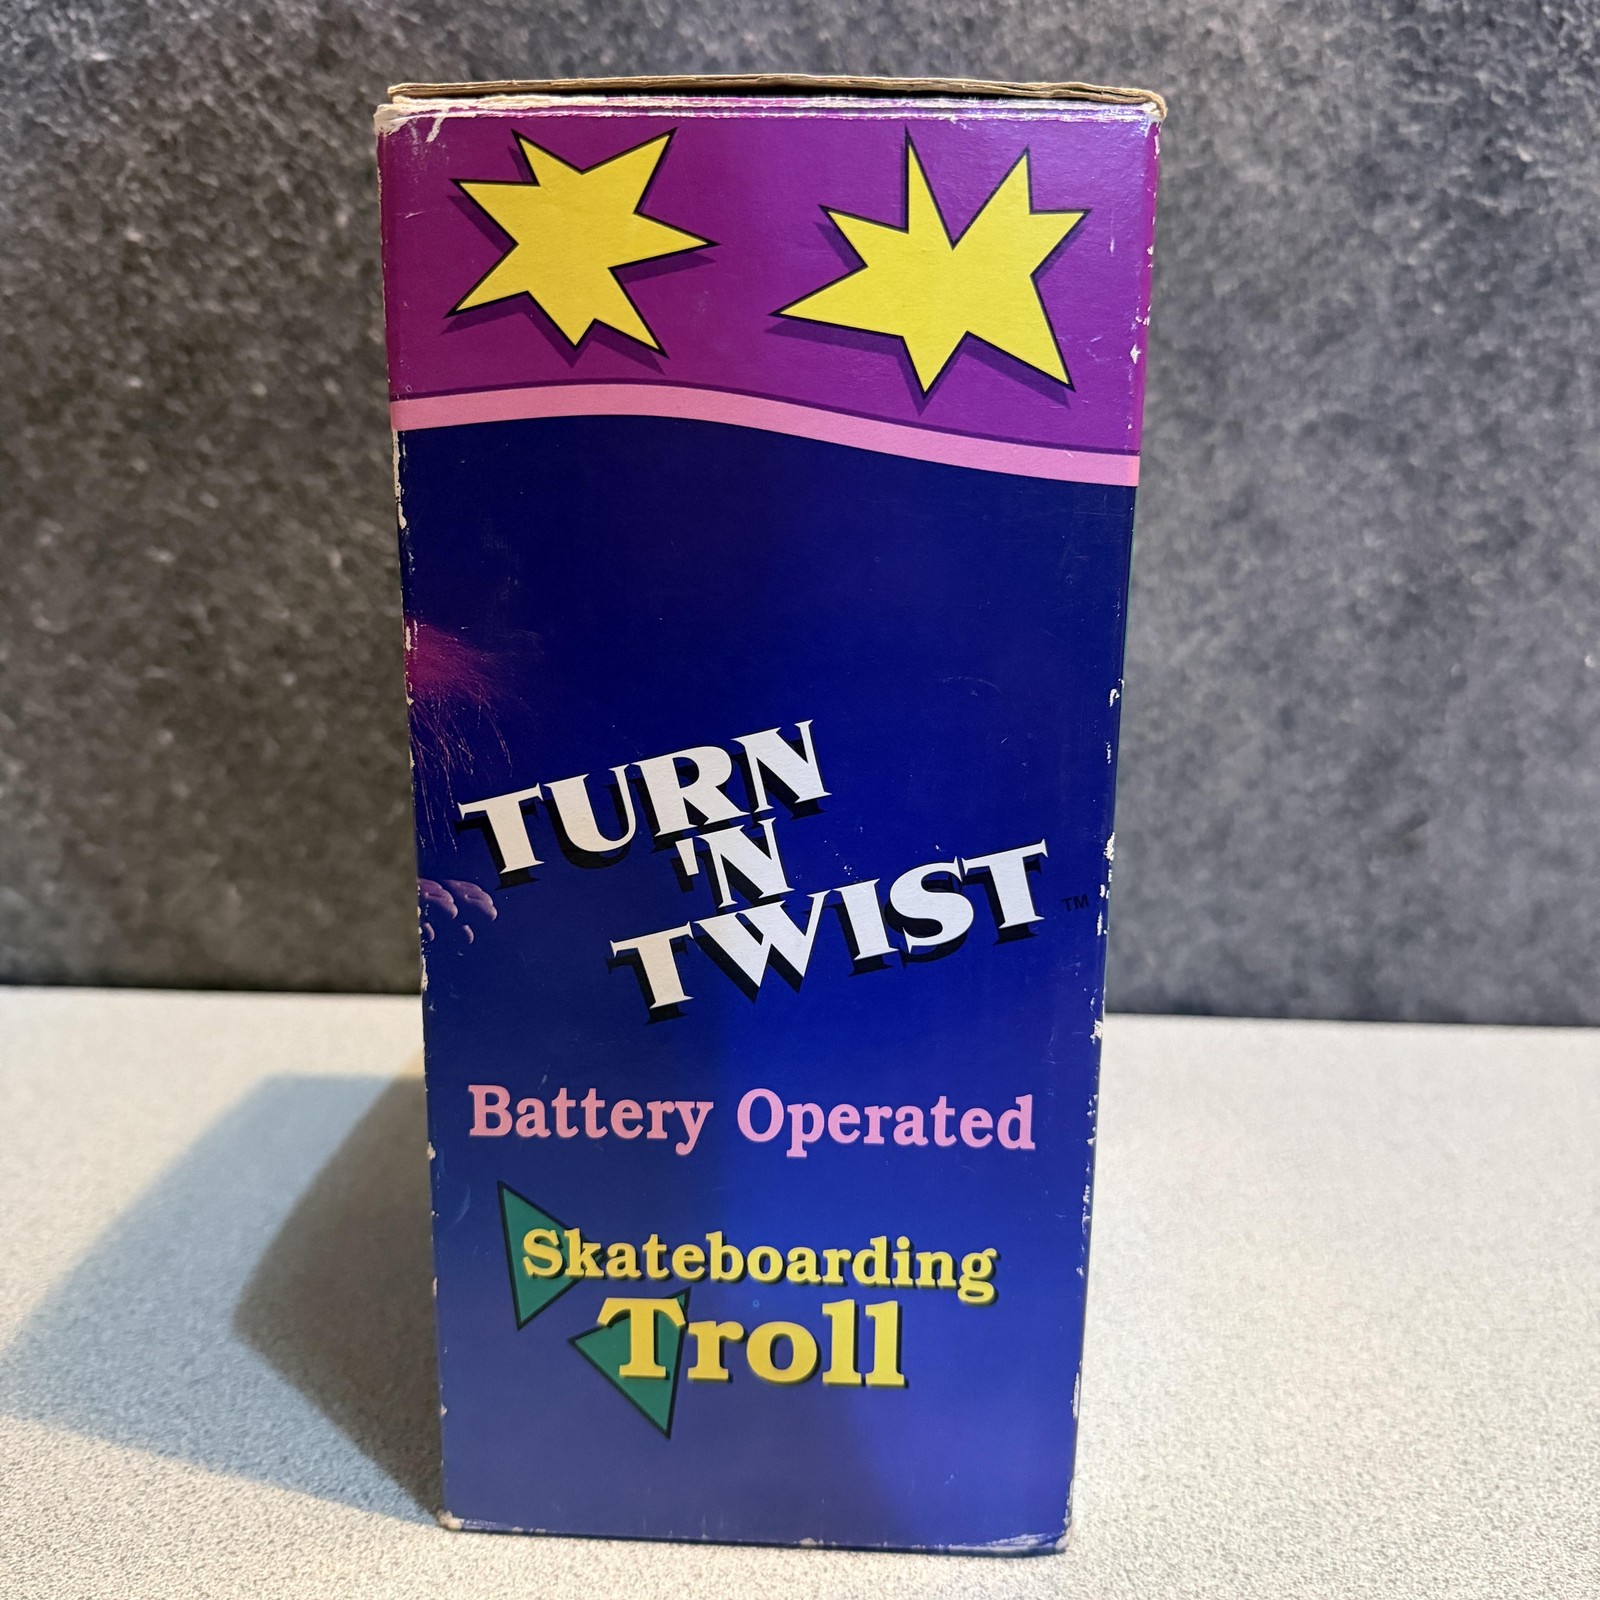 TURN
'N
TWIST™
Battery Operated
Skateboarding
Troll